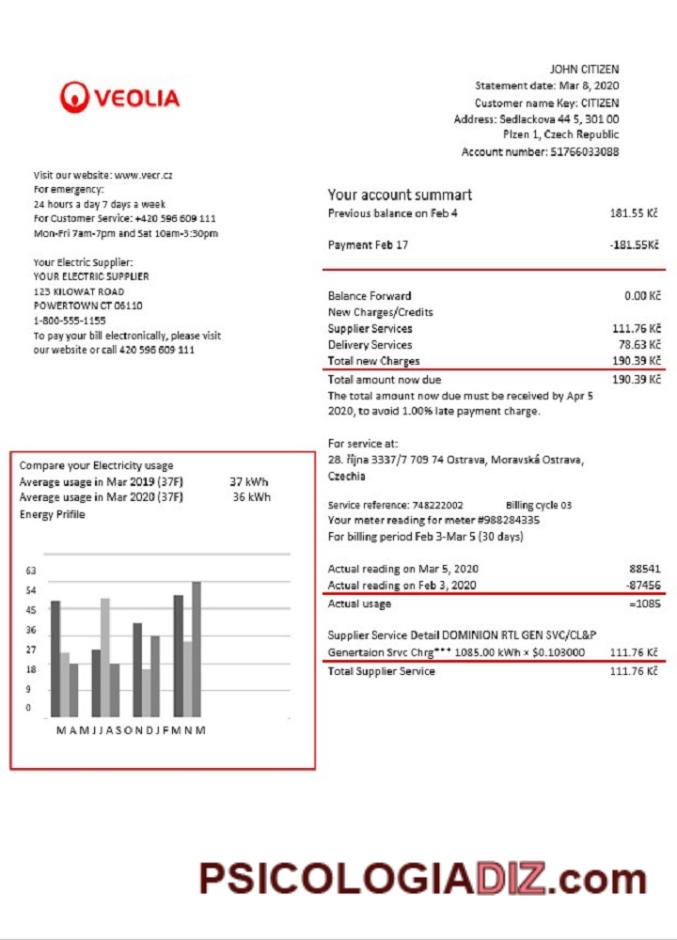 VEOLIA
JOHN CITIZEN
Statement date: Mar 8, 2020
Customer name Key: CITIZEN
Address: Sedlackova 44 5, 301 00
Plzen 1, Czech Republic
Account number: 51766033088
Visit our website: www.vecr.cz
For emergency:
24 hours a day 7 days a week
For Customer Service: +420 596 609 111
Mon-Fri 7am-7pm and Sat 10am-3:30pm
Your Electric Supplier:
YOUR ELECTRIC SUPPLIER
123 KILOWAT ROAD
POWERTOWN CT 06110
1-800-555-1155
To pay your bill electronically, please visit
our website or call 420 596 609 111
Your account summart
Previous balance on Feb 4 181.55 Kč
Payment Feb 17 -181.55Kč
Balance Forward 0.00 Kč
New Charges/Credits
Supplier Services 111.76 Kč
Delivery Services 78.63 Kč
Total new Charges 190.39 Kč
Total amount now due 190.39 Kč
The total amount now due must be received by Apr 5
2020, to avoid 1.00% late payment charge.
For service at:
28. října 3337/7 709 74 Ostrava, Moravská Ostrava,
Czechia
Service reference: 748222002 Billing cycle 03
Your meter reading for meter #988284335
For billing period Feb 3-Mar 5 (30 days)
Actual reading on Mar 5, 2020 88541
Actual reading on Feb 3, 2020 -87456
Actual usage =1085
Supplier Service Detail DOMINION RTL GEN SVC/CL&P
Genertaion Srvc Chrg*** 1085.00 kWh × $0.103000 111.76 Kč
Total Supplier Service 111.76 Kč
Compare your Electricity usage
Average usage in Mar 2019 (37F) 37 kWh
Average usage in Mar 2020 (37F) 36 kWh
Energy Prifile
63
54
45
36
27
18
9
0
M A M J J A S O N D J F M N M
PSICOLOGIADIZ.com